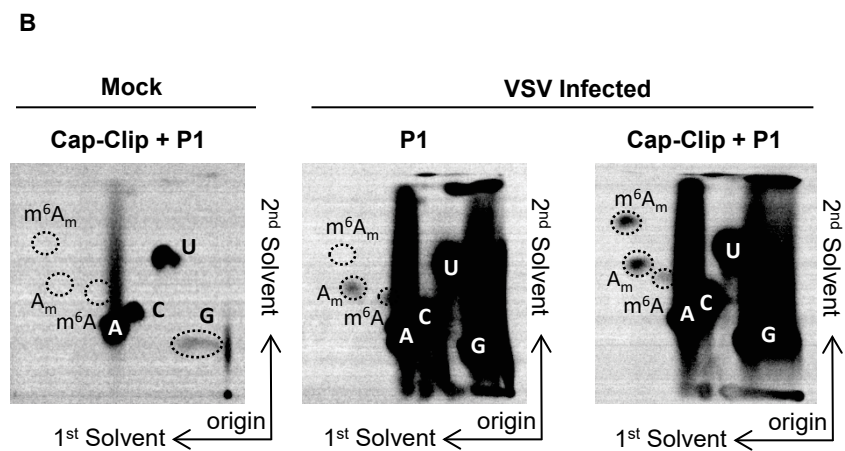 B
Mock
VSV Infected
Cap-Clip + P1
P1
Cap-Clip + P1
m⁶Aₘ
Aₘ
m⁶A
A
C
U
G
2nd Solvent
origin
1st Solvent
m⁶Aₘ
Aₘ
m⁶A
A
C
U
G
2nd Solvent
origin
1st Solvent
m⁶Aₘ
Aₘ
m⁶A
A
C
U
G
2nd Solvent
origin
1st Solvent